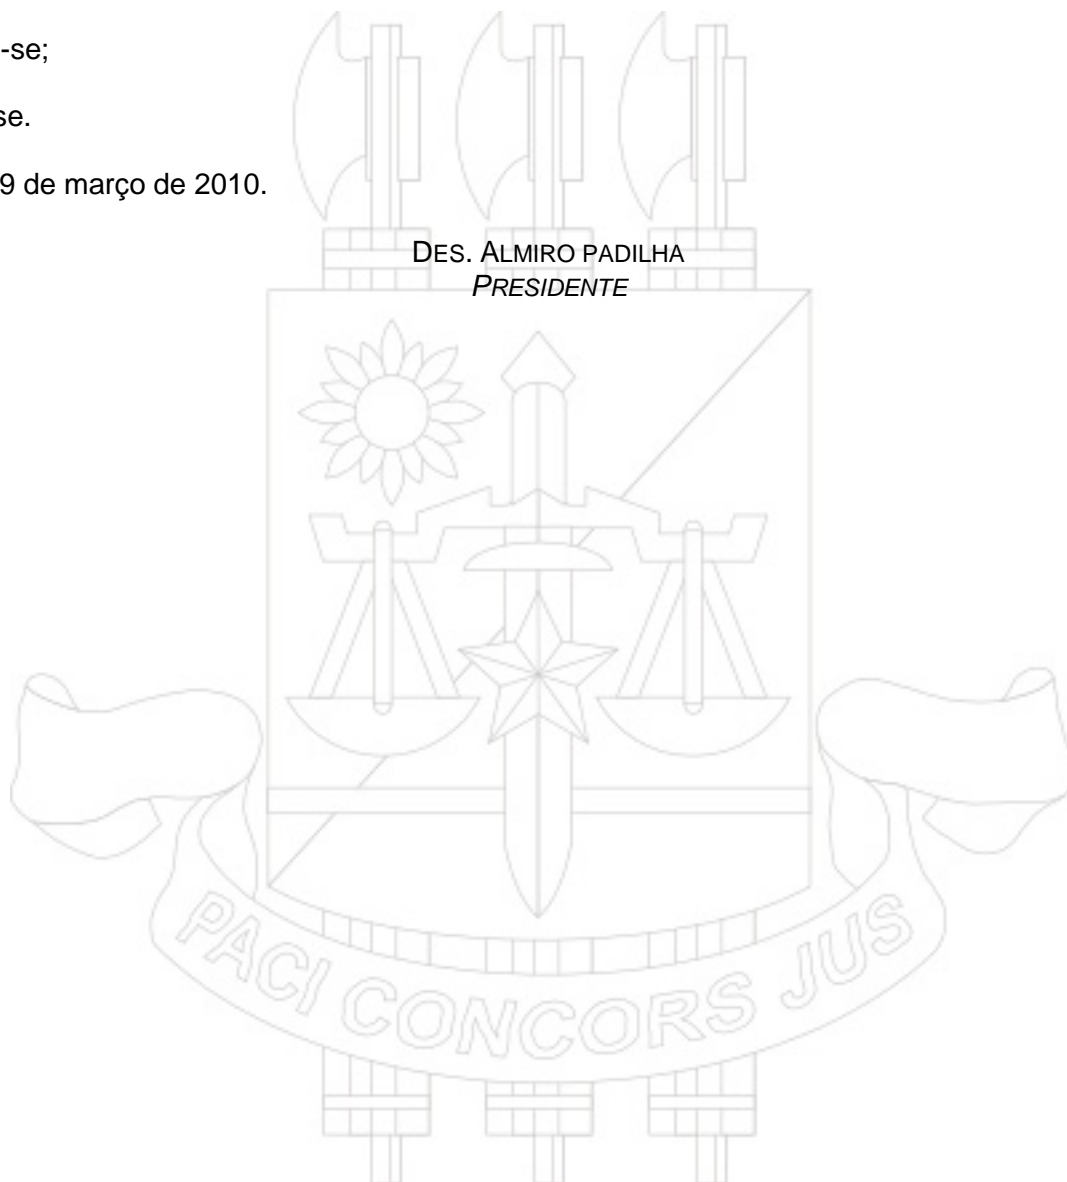 -se;
se.
9 de março de 2010.
DES. ALMIRO PADILHA
PRESIDENTE
PACI CONCORS JUS